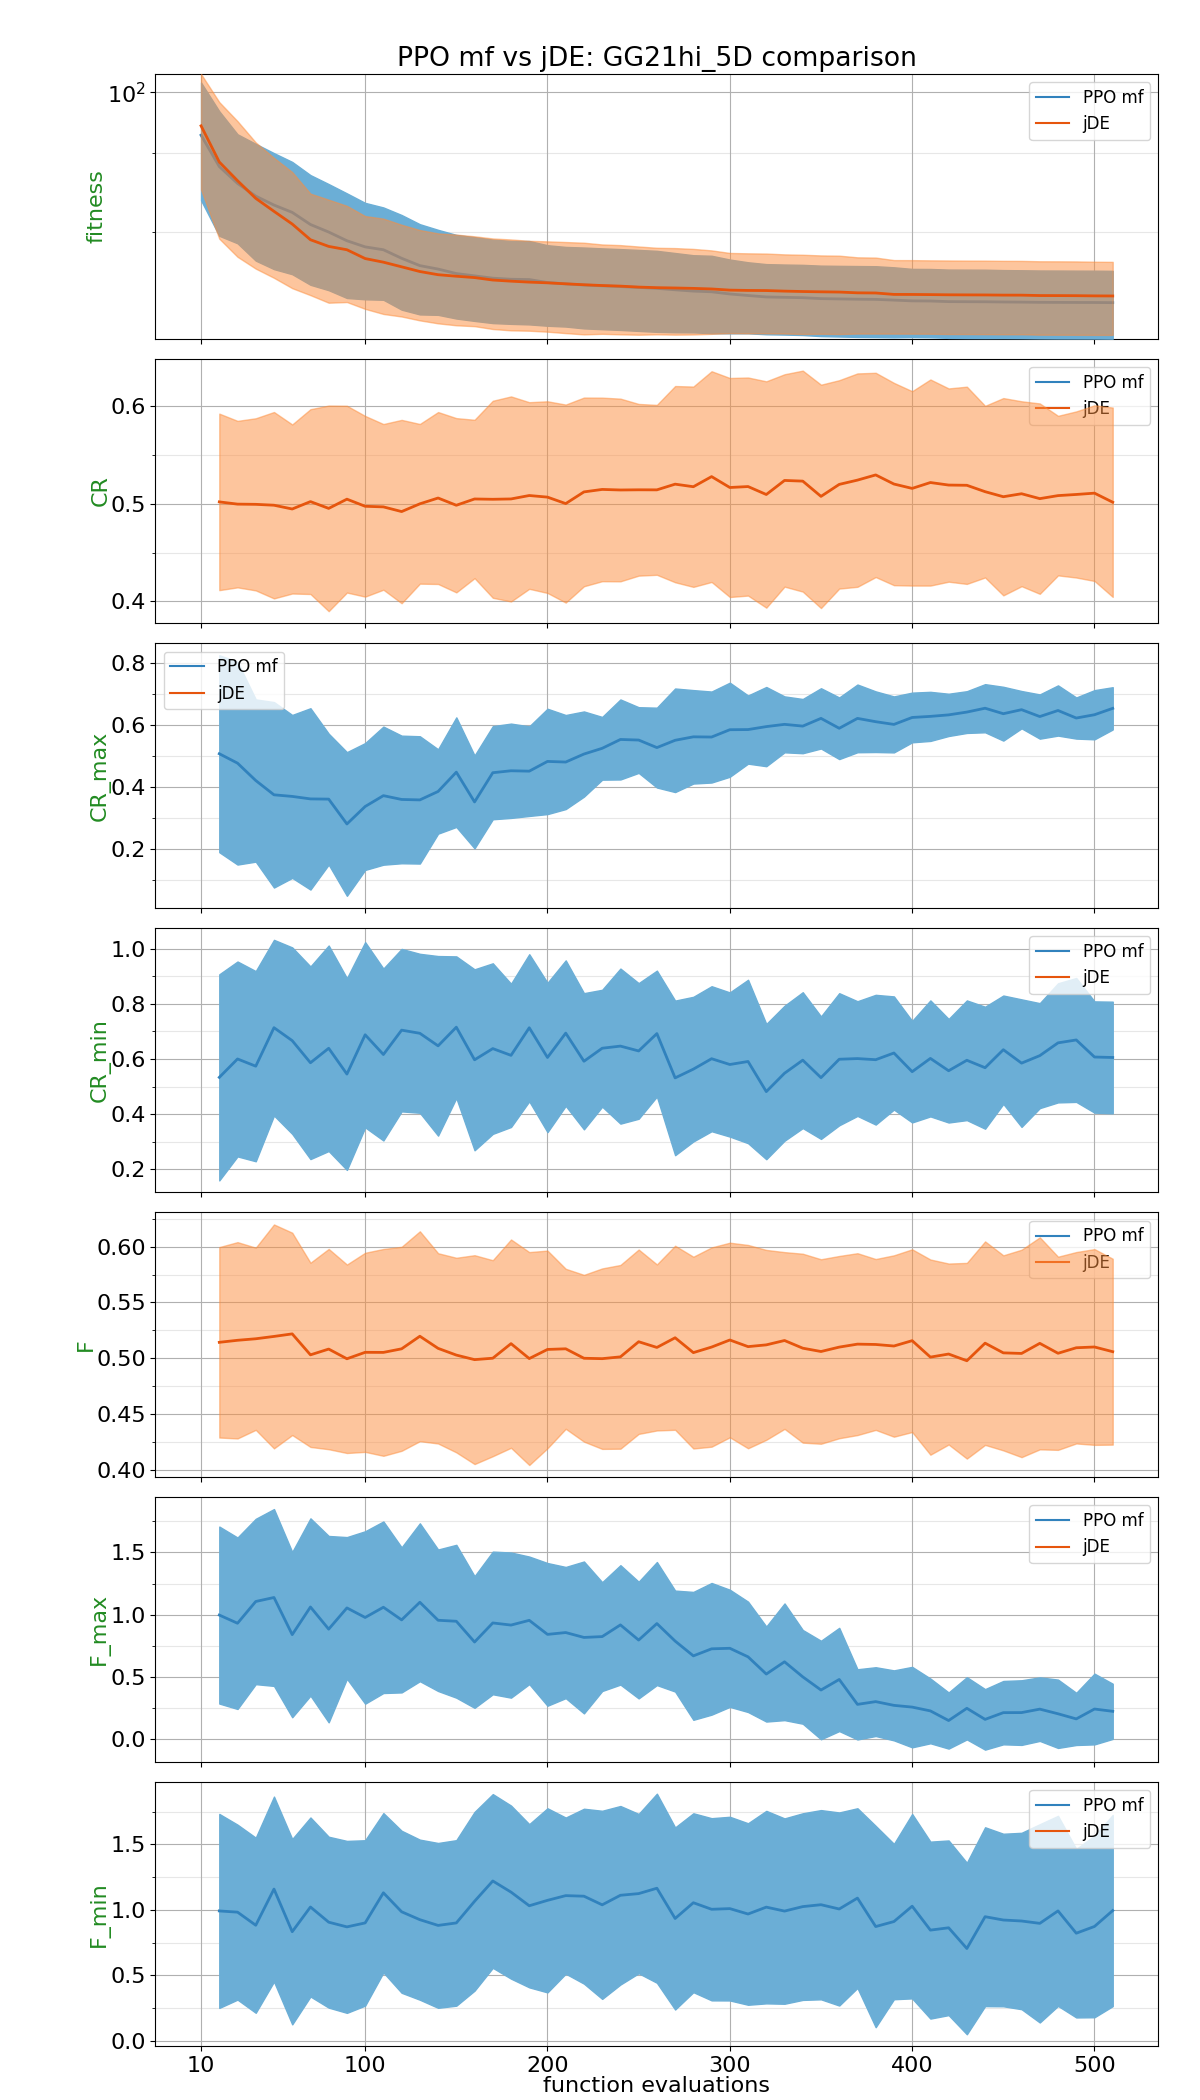 PPO mf vs jDE: GG21hi_5D comparison
10²
fitness
PPO mf
jDE
0.6
0.5
0.4
CR
PPO mf
jDE
0.8
0.6
0.4
0.2
CR_max
PPO mf
jDE
1.0
0.8
0.6
0.4
0.2
CR_min
PPO mf
jDE
0.60
0.55
0.50
0.45
0.40
F
PPO mf
jDE
1.5
1.0
0.5
0.0
F_max
PPO mf
jDE
1.5
1.0
0.5
0.0
F_min
PPO mf
jDE
10 100 200 300 400 500
function evaluations